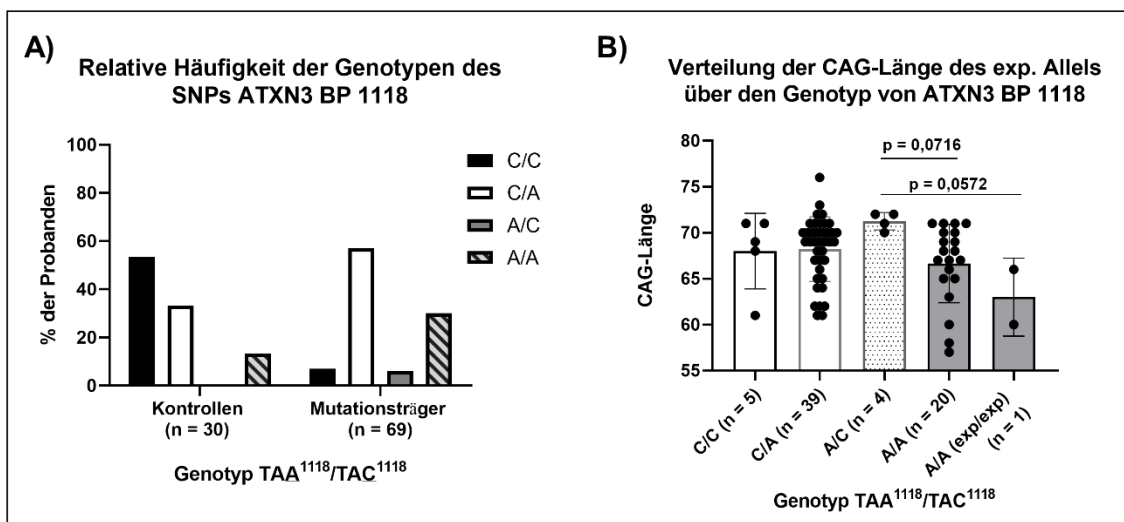 A)
Relative Häufigkeit der Genotypen des
SNPs ATXN3 BP 1118
% der Probanden
100
80
60
40
20
0
C/C
C/A
A/C
A/A
Kontrollen
(n = 30)
Mutationsträger
(n = 69)
Genotyp TAA¹¹¹⁸/TAC¹¹¹⁸
B)
Verteilung der CAG-Länge des exp. Allels
über den Genotyp von ATXN3 BP 1118
CAG-Länge
80
75
70
65
60
55
p = 0,0716
p = 0,0572
C/C (n = 5)
C/A (n = 39)
A/C (n = 4)
A/A (n = 20)
A/A (exp/exp)
(n = 1)
Genotyp TAA¹¹¹⁸/TAC¹¹¹⁸